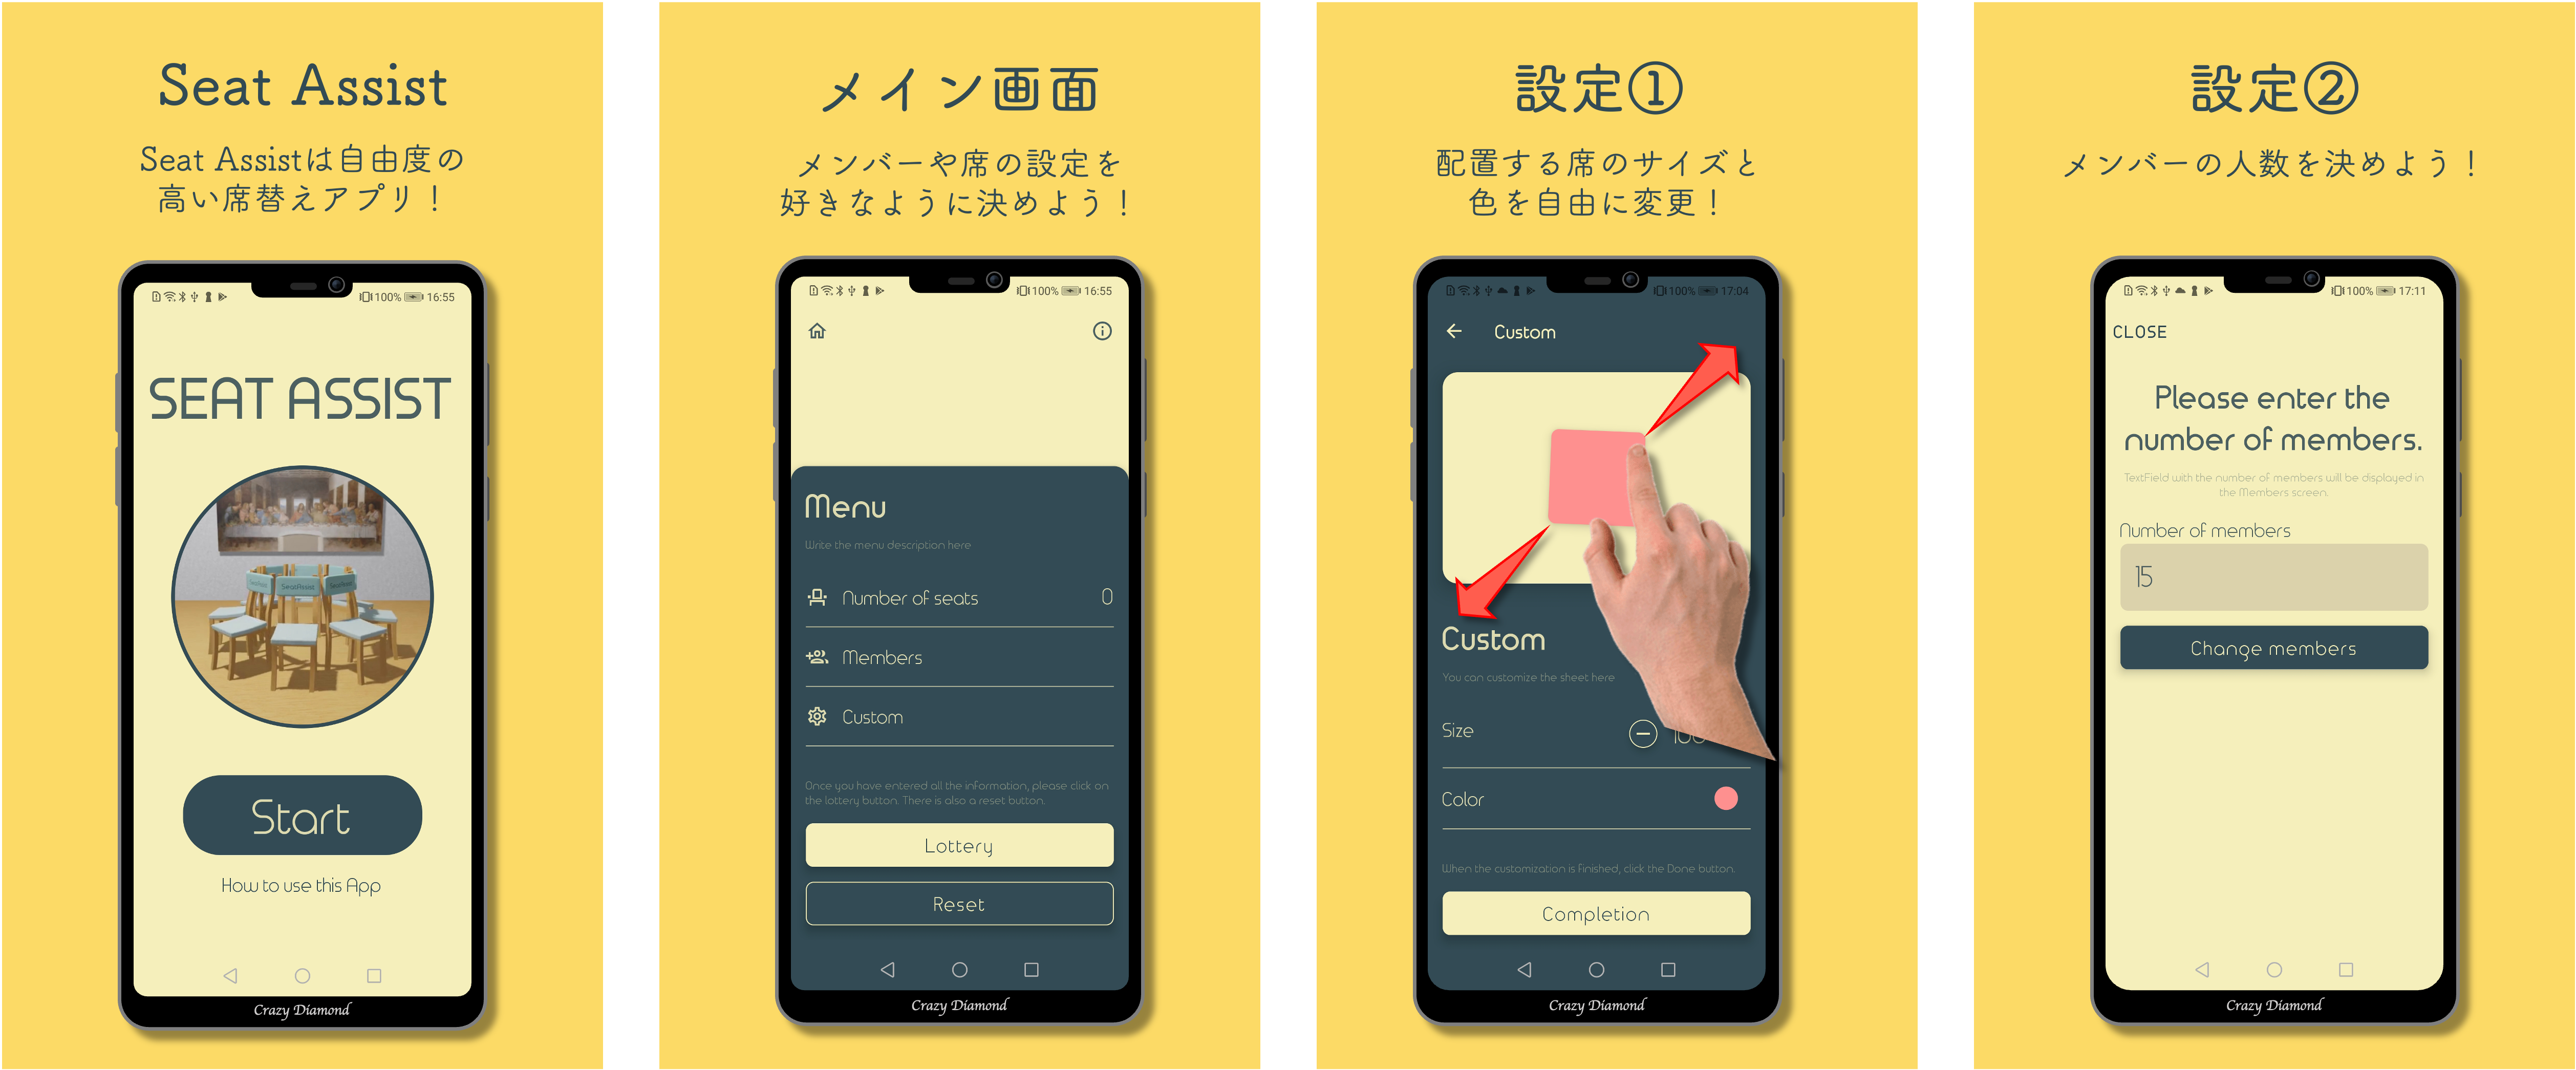 Seat Assist
Seat Assistは自由度の
高い席替えアプリ！
100% 16:55
SEAT ASSIST
SeatAssist
Start
How to use this App
Crazy Diamond
メイン画面
メンバーや席の設定を
好きなように決めよう！
100% 16:55
Menu
Write the menu description here
Number of seats 0
Members
Custom
Once you have entered all the information, please click on
the lottery button. There is also a reset button.
Lottery
Reset
Crazy Diamond
設定①
配置する席のサイズと
色を自由に変更！
100% 17:04
Custom
Custom
You can customize the sheet here
Size
Color
When the customization is finished, click the Done button.
Completion
Crazy Diamond
設定②
メンバーの人数を決めよう！
100% 17:11
CLOSE
Please enter the
number of members.
TextField with the number of members will be displayed in
the Members screen.
Number of members
15
Change members
Crazy Diamond